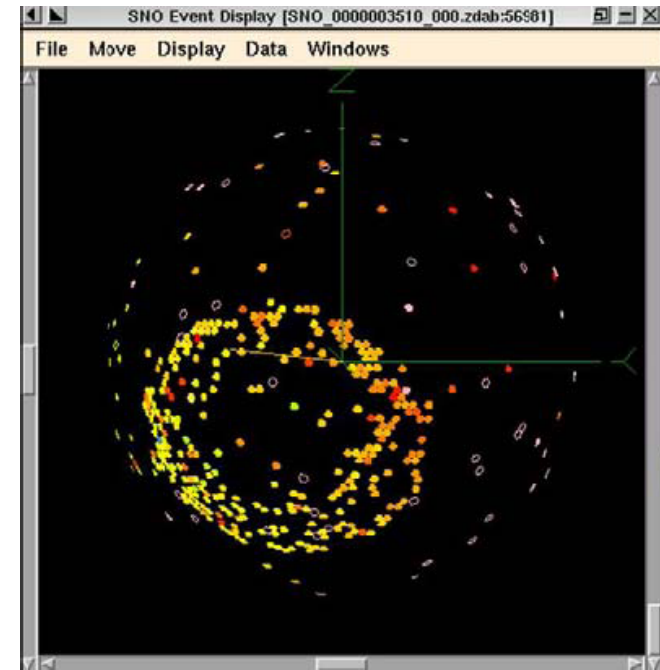 SNO Event Display [SNO_0000003510_000.zdab:56981]
File Move Display Data Windows
Z
Y